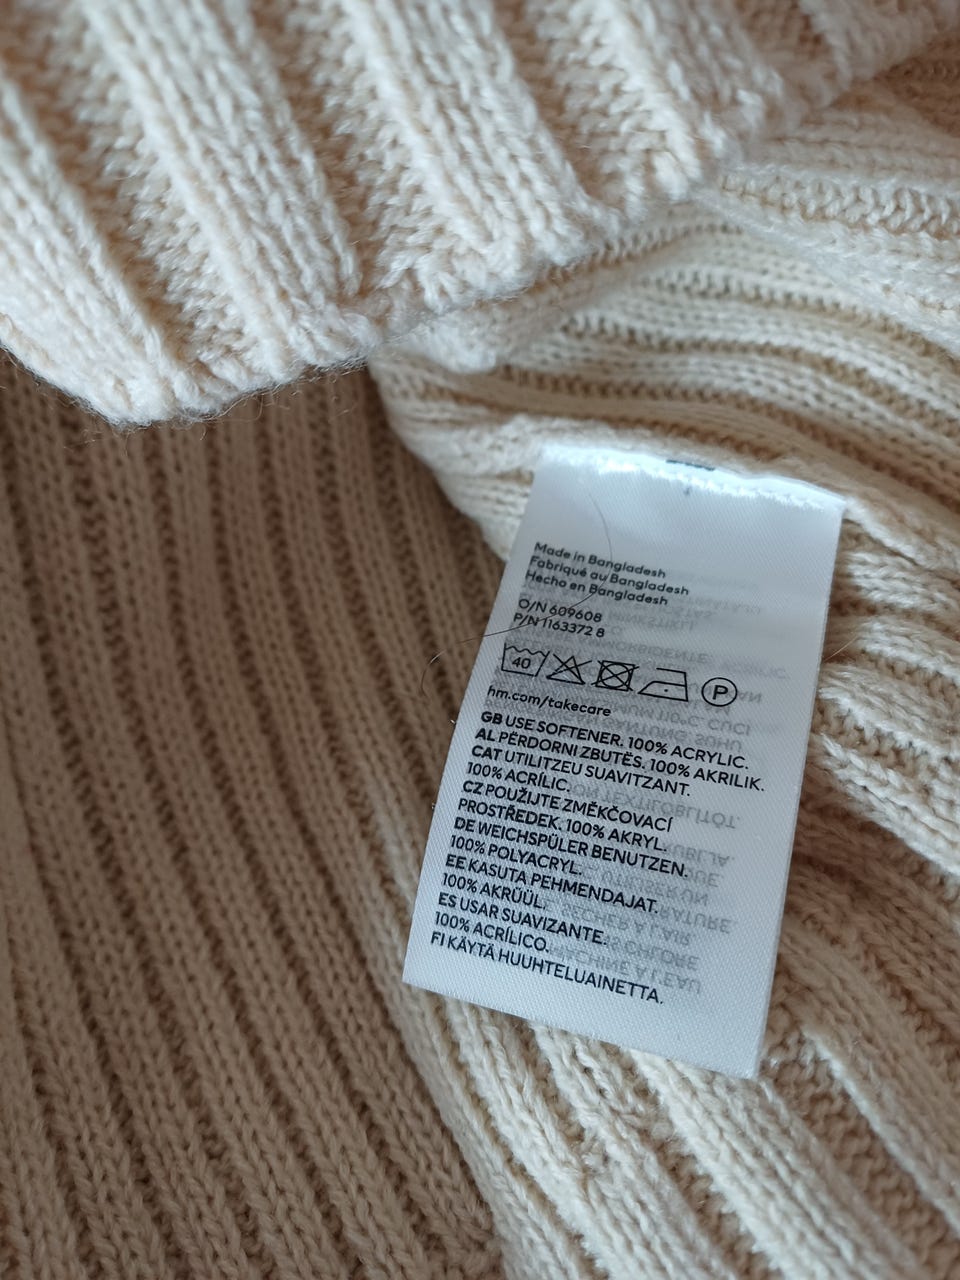 Made in Bangladesh
Fabriqué au Bangladesh
Hecho en Bangladesh
O/N 609608
P/N 1163372 8
40 P
hm.com/takecare
GB USE SOFTENER. 100% ACRYLIC.
AL PËRDORNI ZBUTËS. 100% AKRILIK.
CAT UTILITZEU SUAVITZANT.
100% ACRÍLIC.
CZ POUŽIJTE ZMĚKČOVACÍ
PROSTŘEDEK. 100% AKRYL.
DE WEICHSPÜLER BENUTZEN.
100% POLYACRYL.
EE KASUTA PEHMENDAJAT.
100% AKRÜÜL.
ES USAR SUAVIZANTE.
100% ACRÍLICO.
FI KÄYTÄ HUUHTELUAINETTA.